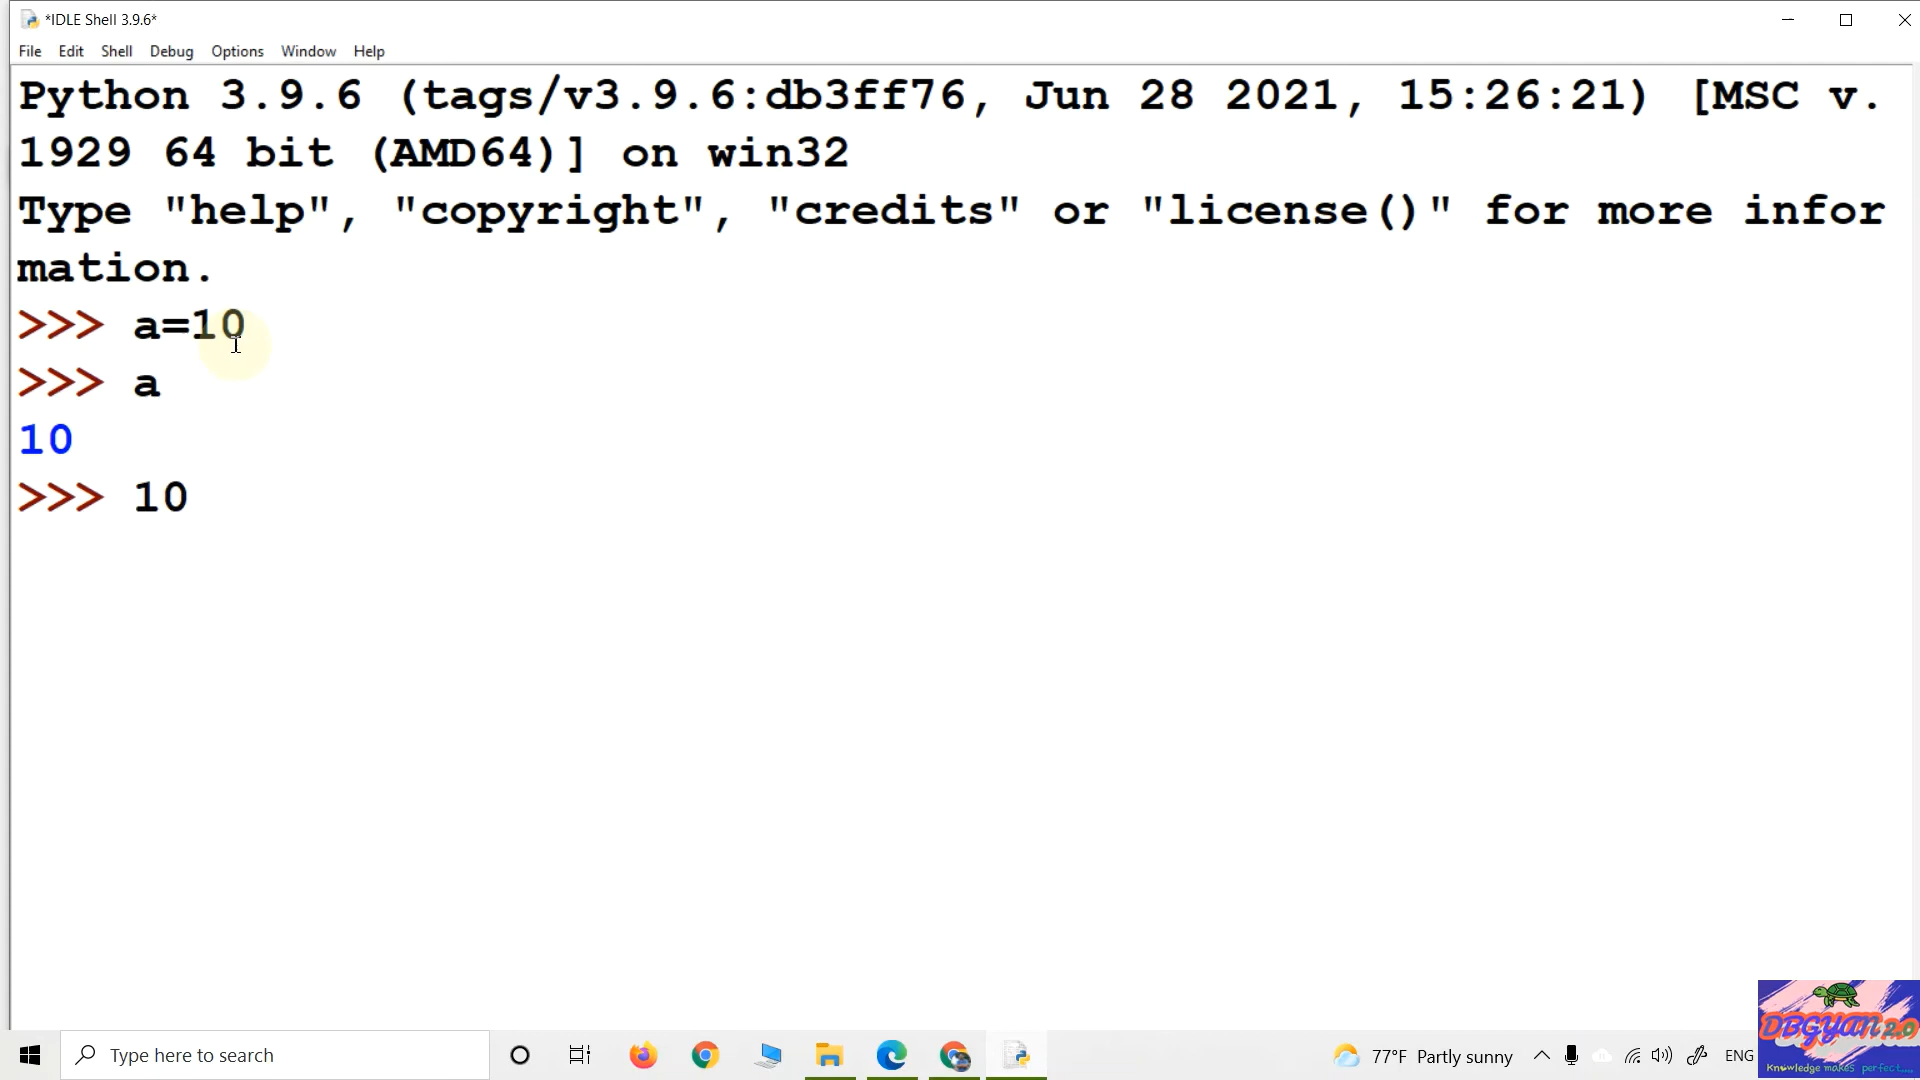 *IDLE Shell 3.9.6*
File Edit Shell Debug Options Window Help
Python 3.9.6 (tags/v3.9.6:db3ff76, Jun 28 2021, 15:26:21) [MSC v.
1929 64 bit (AMD64)] on win32
Type "help", "copyright", "credits" or "license()" for more infor
mation.
>>> a=10
>>> a
10
>>> 10
Type here to search
77°F Partly sunny
ENG
DBGYAN 2.0
Knowledge makes perfect....